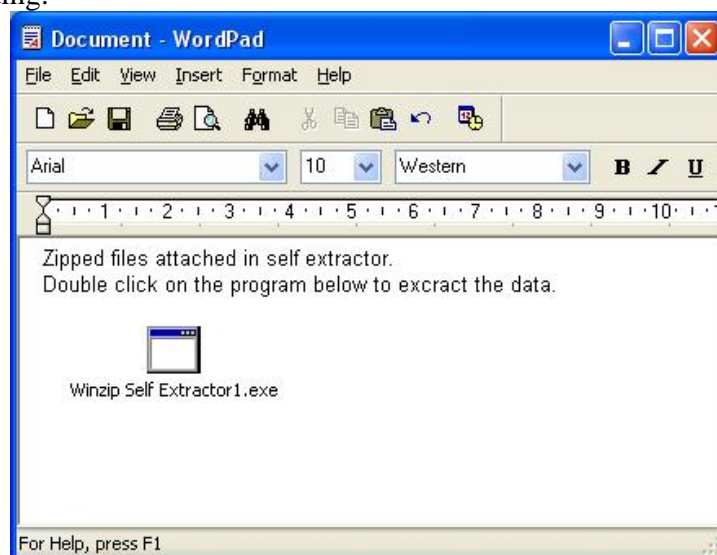 ing:
Document - WordPad
File Edit View Insert Format Help
Arial 10 Western B / U
1 2 3 4 5 6 7 8 9 10
Zipped files attached in self extractor.
Double click on the program below to excract the data.
Winzip Self Extractor1.exe
For Help, press F1